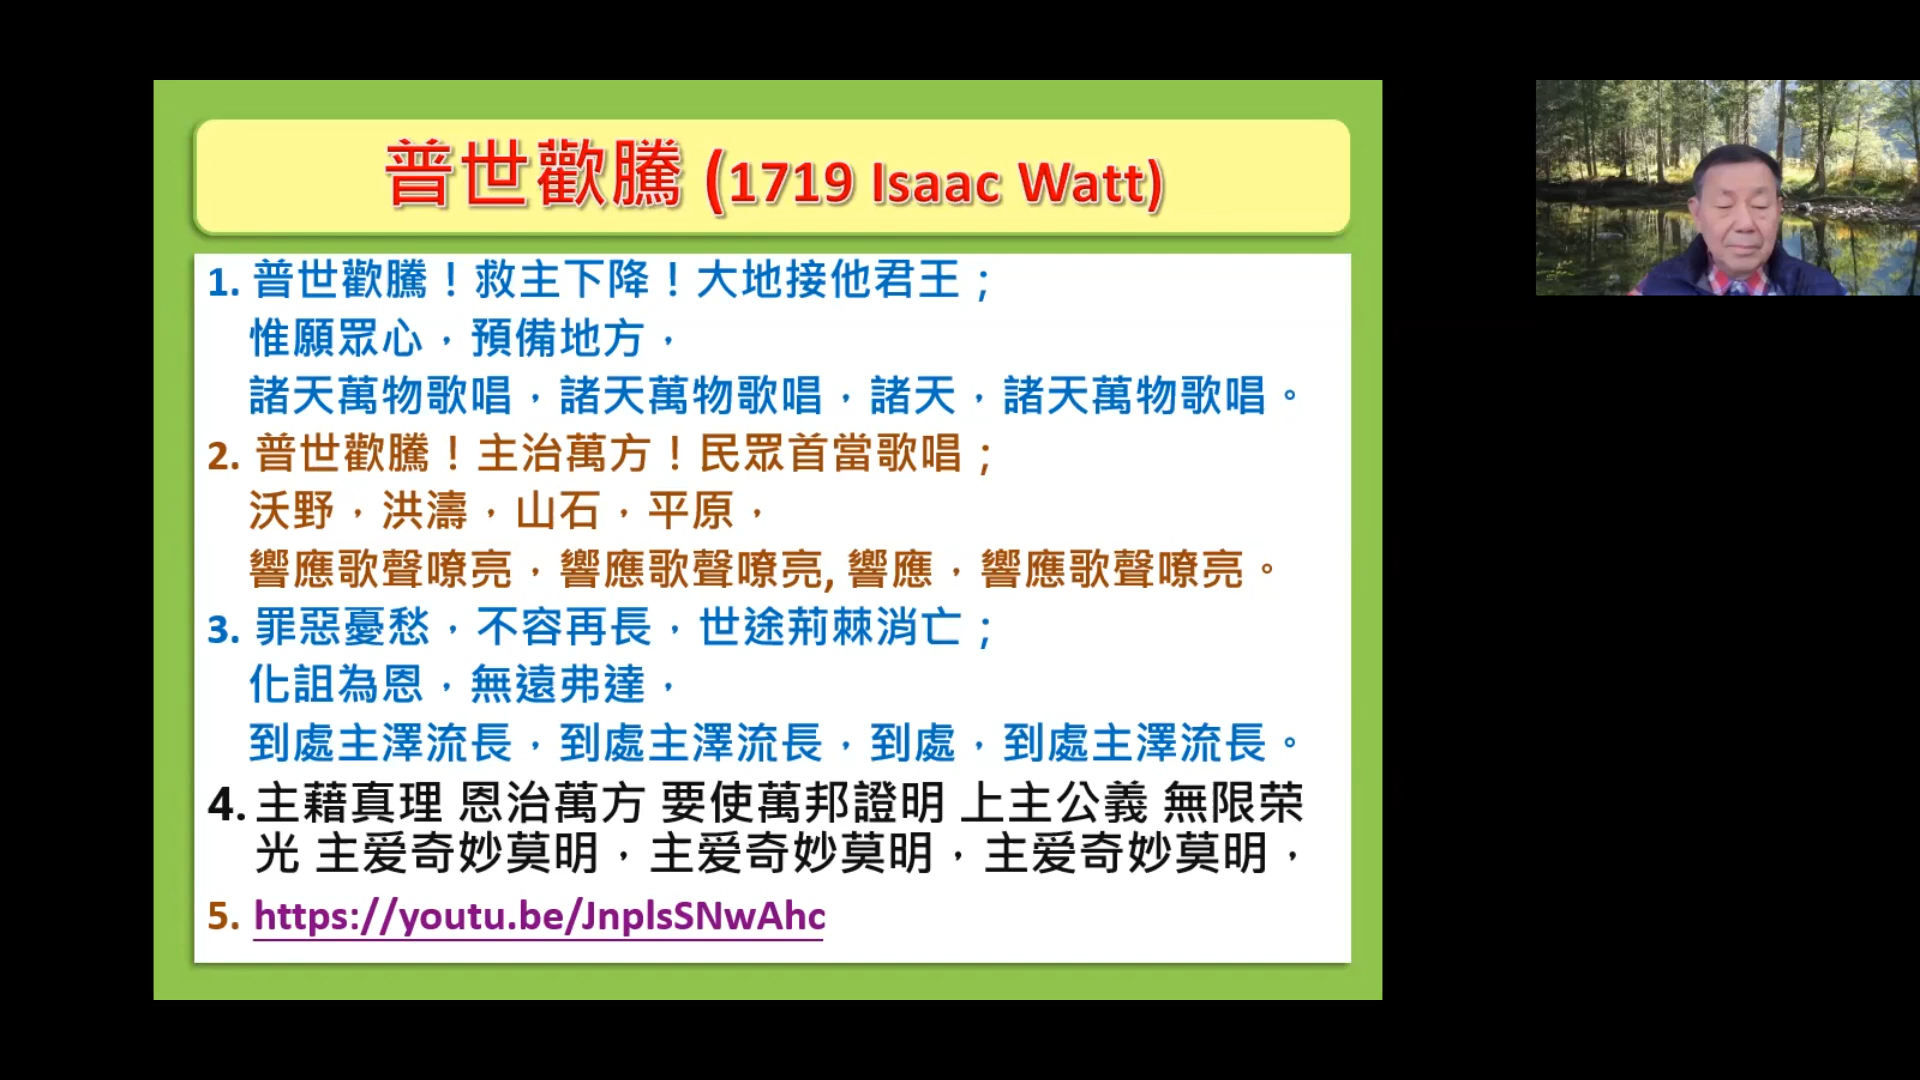 普世歡騰 (1719 Isaac Watt)
1. 普世歡騰！救主下降！大地接他君王；
惟願眾心，預備地方，
諸天萬物歌唱，諸天萬物歌唱，諸天，諸天萬物歌唱。
2. 普世歡騰！主治萬方！民眾首當歌唱；
沃野，洪濤，山石，平原，
響應歌聲嘹亮，響應歌聲嘹亮, 響應，響應歌聲嘹亮。
3. 罪惡憂愁，不容再長，世途荊棘消亡；
化詛為恩，無遠弗達，
到處主澤流長，到處主澤流長，到處，到處主澤流長。
4. 主藉真理 恩治萬方 要使萬邦證明 上主公義 無限荣
光 主爱奇妙莫明，主爱奇妙莫明，主爱奇妙莫明，
5. https://youtu.be/JnplsSNwAhc